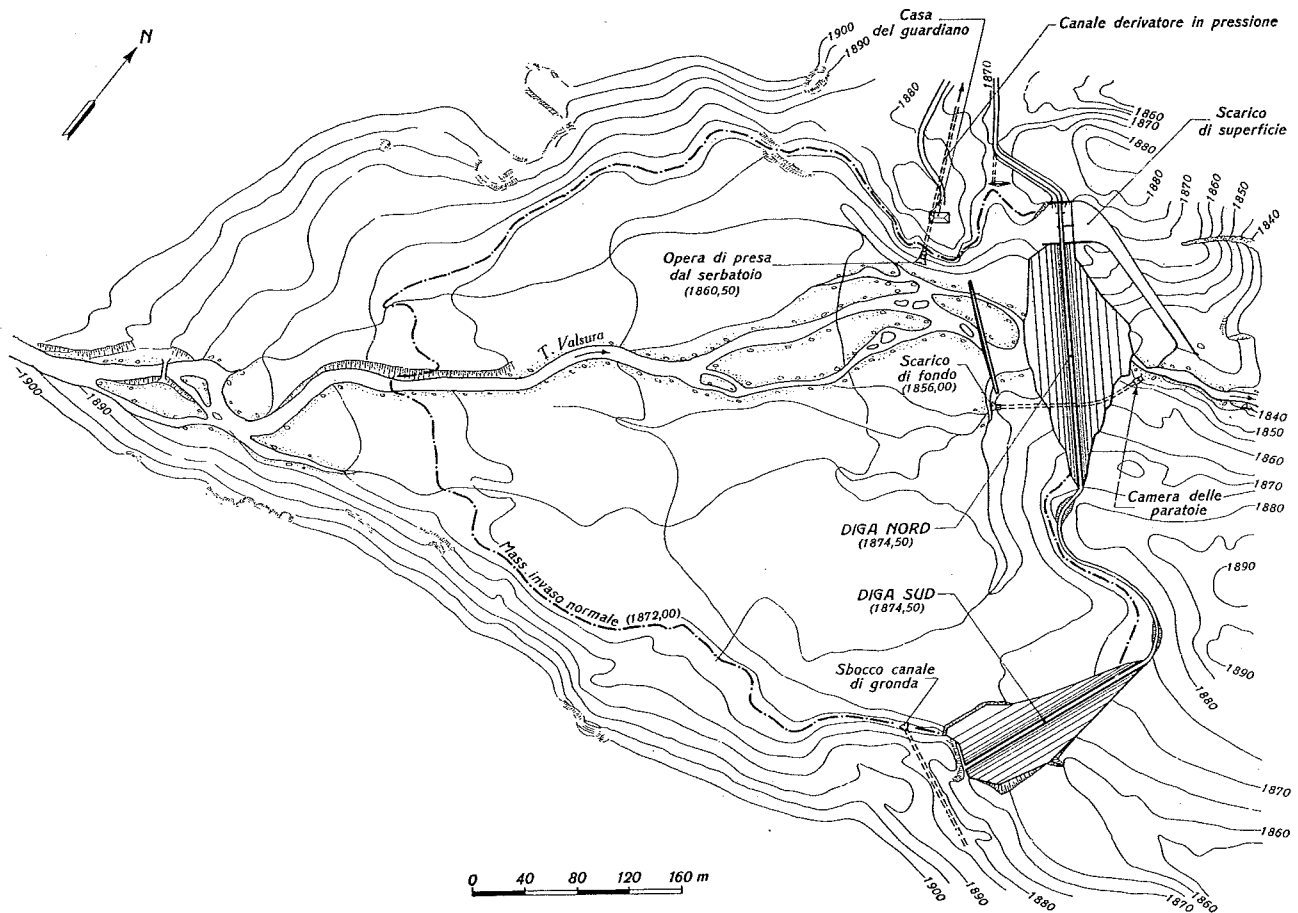 N
Casa
del guardiano
Canale derivatore in pressione
1900
1890
1880
1870
1860
1870
1880
Scarico
di superficie
1880
1870
1860
1850
1840
Opera di presa
dal serbatoio
(1860,50)
T. Valsura
Scarico
di fondo
(1856,00)
1900
1890
1840
1850
1860
1870
1880
Camera delle
paratoie
DIGA NORD
(1874,50)
DIGA SUD
(1874,50)
1890
1890
1880
Mass. invaso normale (1872,00)
Sbocco canale
di gronda
1870
1860
0 40 80 120 160 m
1900
1890
1880
1870
1860